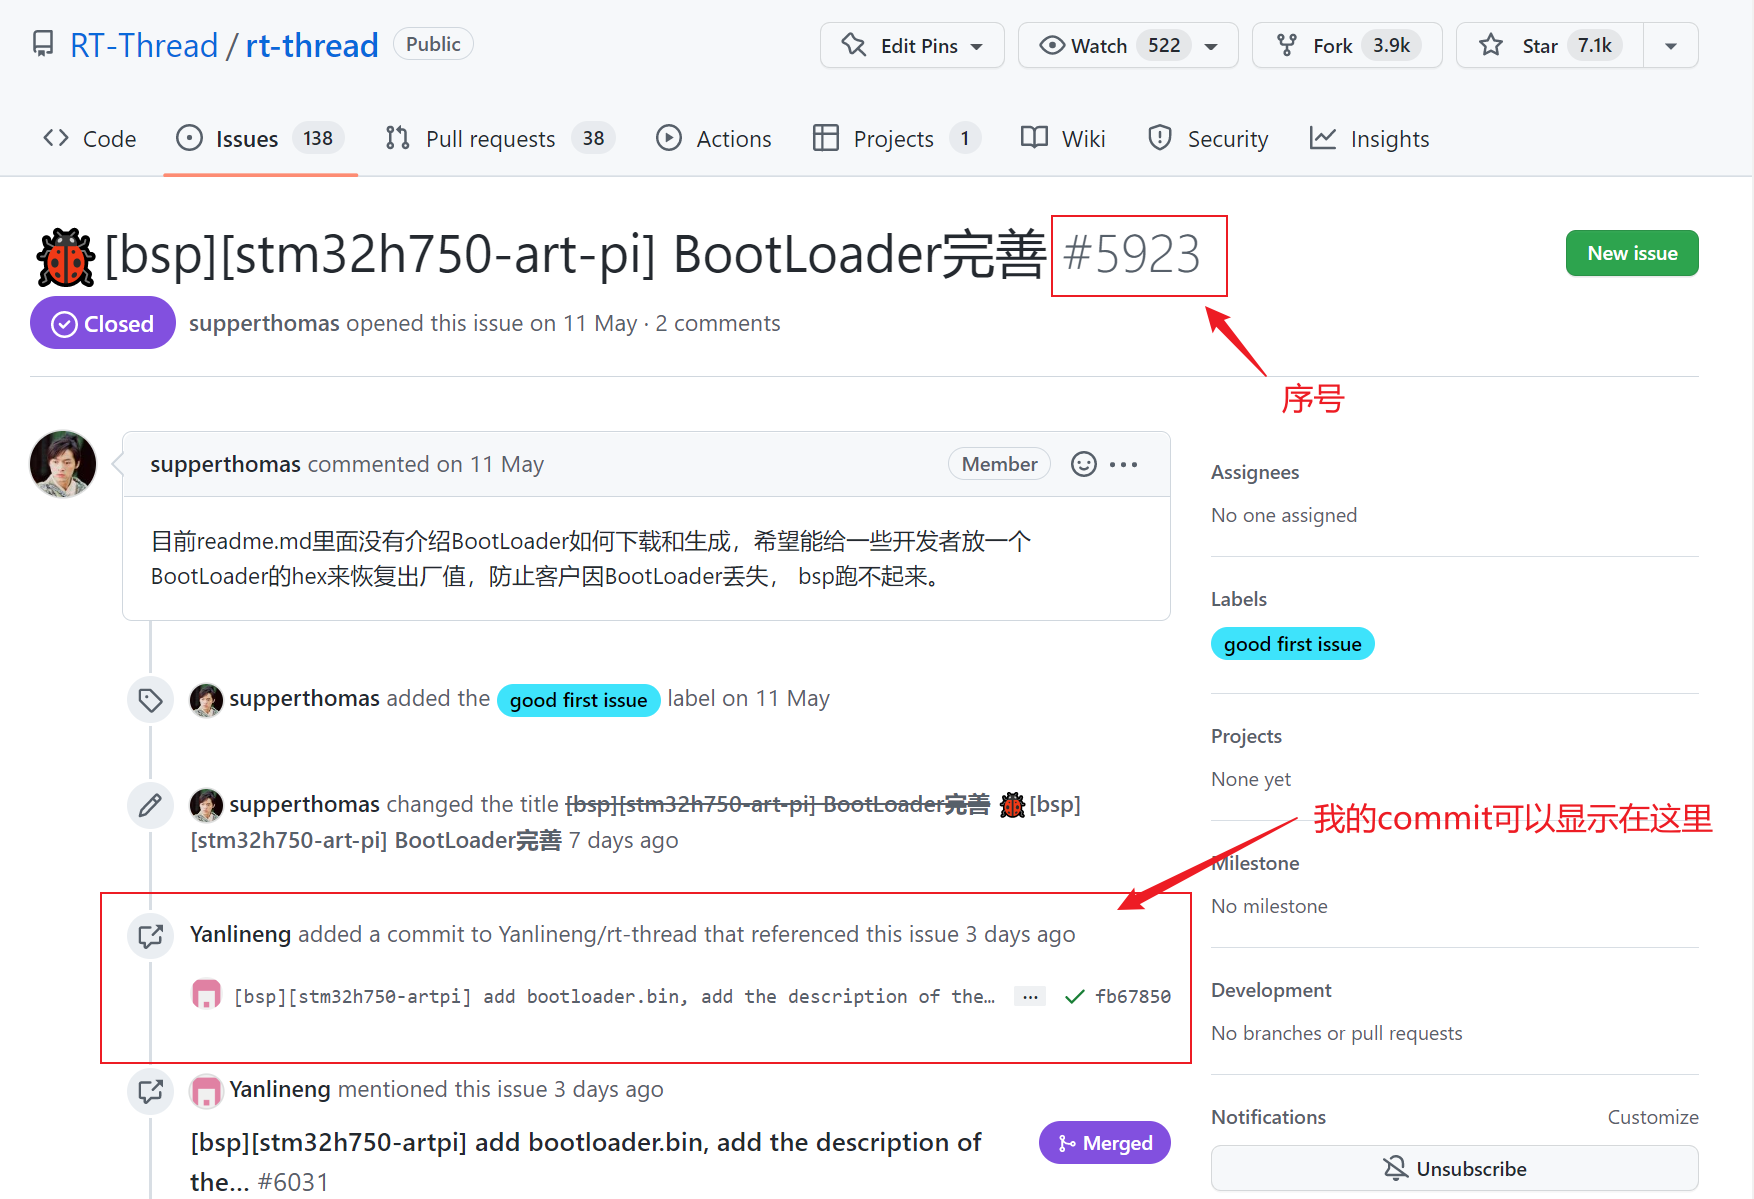 RT-Thread / rt-thread Public
Edit Pins Watch 522 Fork 3.9k Star 7.1k
Code Issues 138 Pull requests 38 Actions Projects 1 Wiki Security Insights
🐞[bsp][stm32h750-art-pi] BootLoader完善 #5923
New issue
Closed supperthomas opened this issue on 11 May · 2 comments
序号
supperthomas commented on 11 May Member
目前readme.md里面没有介绍BootLoader如何下载和生成，希望能给一些开发者放一个
BootLoader的hex来恢复出厂值，防止客户因BootLoader丢失， bsp跑不起来。
supperthomas added the good first issue label on 11 May
supperthomas changed the title [bsp][stm32h750-art-pi] BootLoader完善 🐞[bsp]
[stm32h750-art-pi] BootLoader完善 7 days ago
我的commit可以显示在这里
Yanlineng added a commit to Yanlineng/rt-thread that referenced this issue 3 days ago
[bsp][stm32h750-artpi] add bootloader.bin, add the description of the… ... fb67850
Yanlineng mentioned this issue 3 days ago
[bsp][stm32h750-artpi] add bootloader.bin, add the description of
the... #6031
Merged
Assignees
No one assigned
Labels
good first issue
Projects
None yet
Milestone
No milestone
Development
No branches or pull requests
Notifications Customize
Unsubscribe